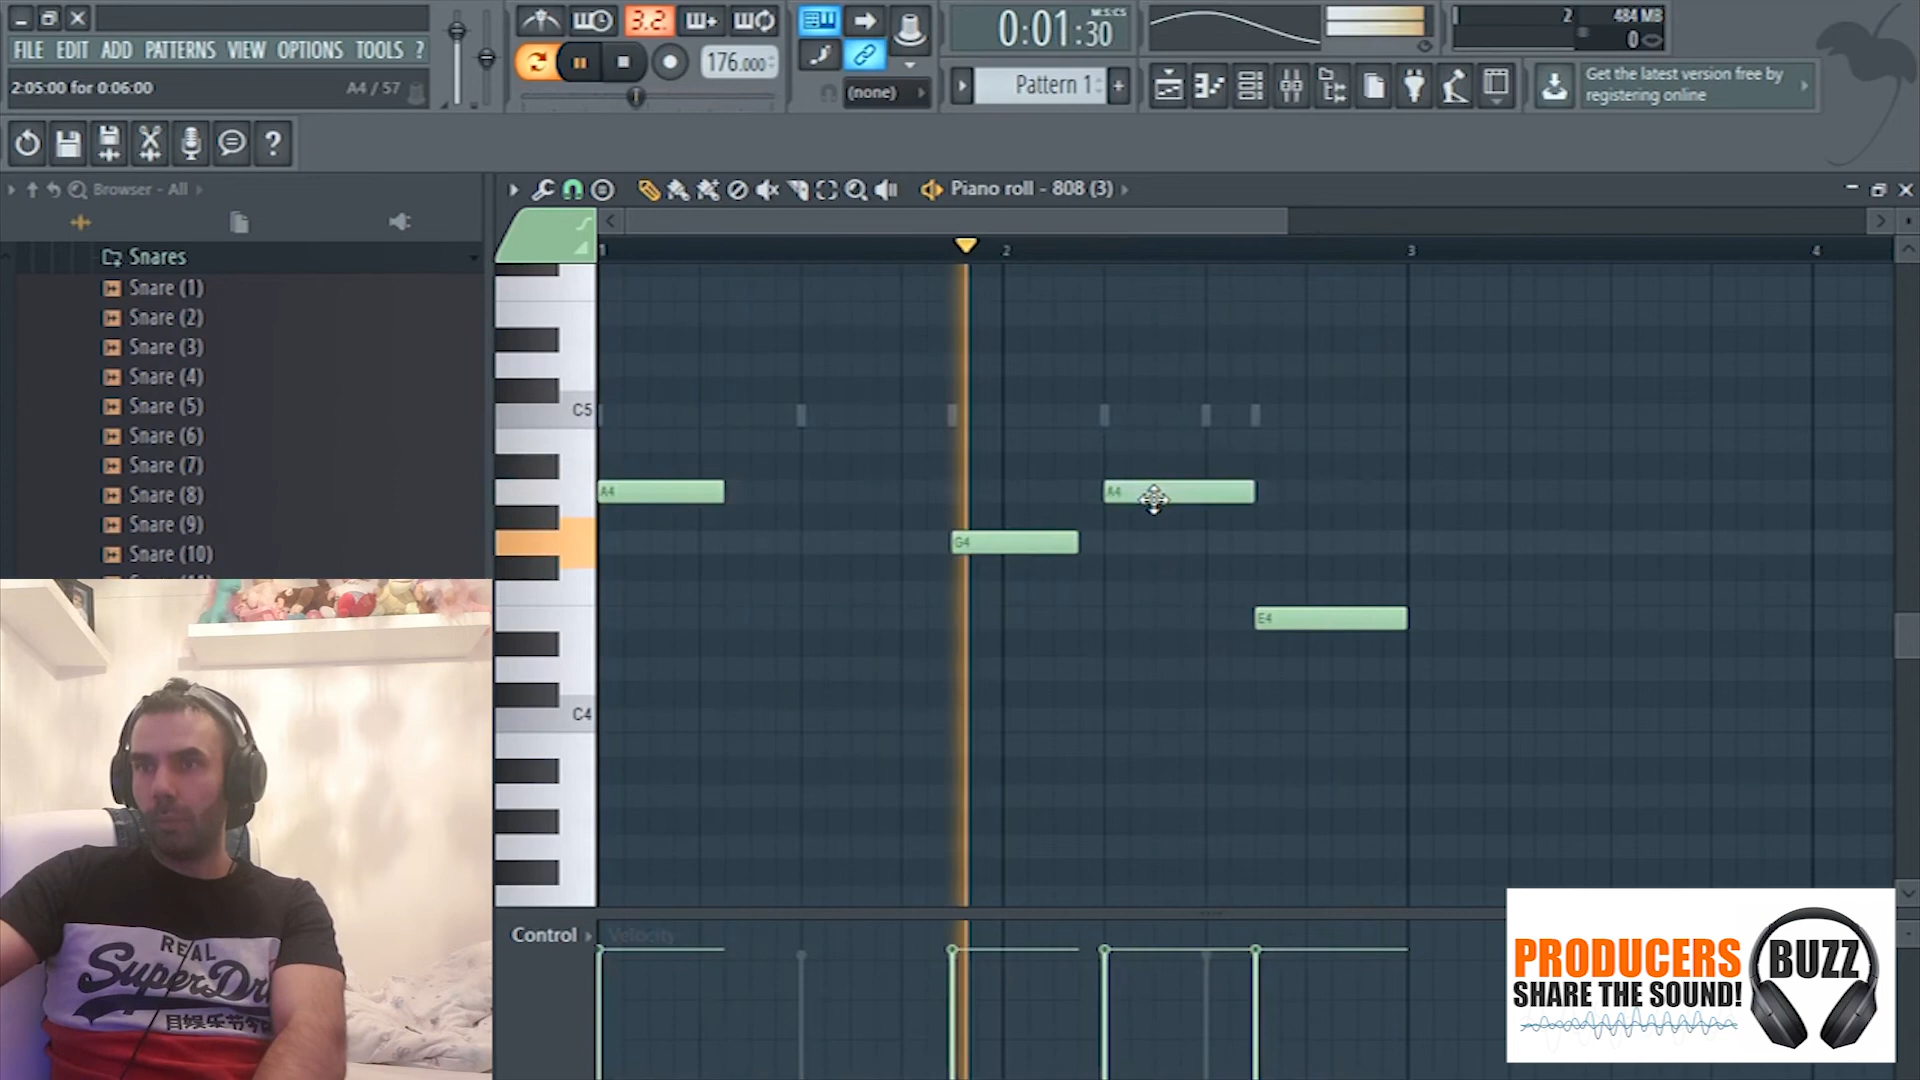 FILE EDIT ADD PATTERNS VIEW OPTIONS TOOLS ?
2:05:00 for 0:06:00 A4 / 57
3.2.
176.000
0:01:30
M:S:CS
(none)
Pattern 1
+
2
484 MB
0
Get the latest version free by
registering online
?
Browser - All
Piano roll - 808 (3)
Snares
Snare (1)
Snare (2)
Snare (3)
Snare (4)
Snare (5)
Snare (6)
Snare (7)
Snare (8)
Snare (9)
Snare (10)
1 2 3 4
C5
A4 A4
G4
E4
C4
Control Velocity
REAL
SuperDry
PRODUCERS
BUZZ
SHARE THE SOUND!